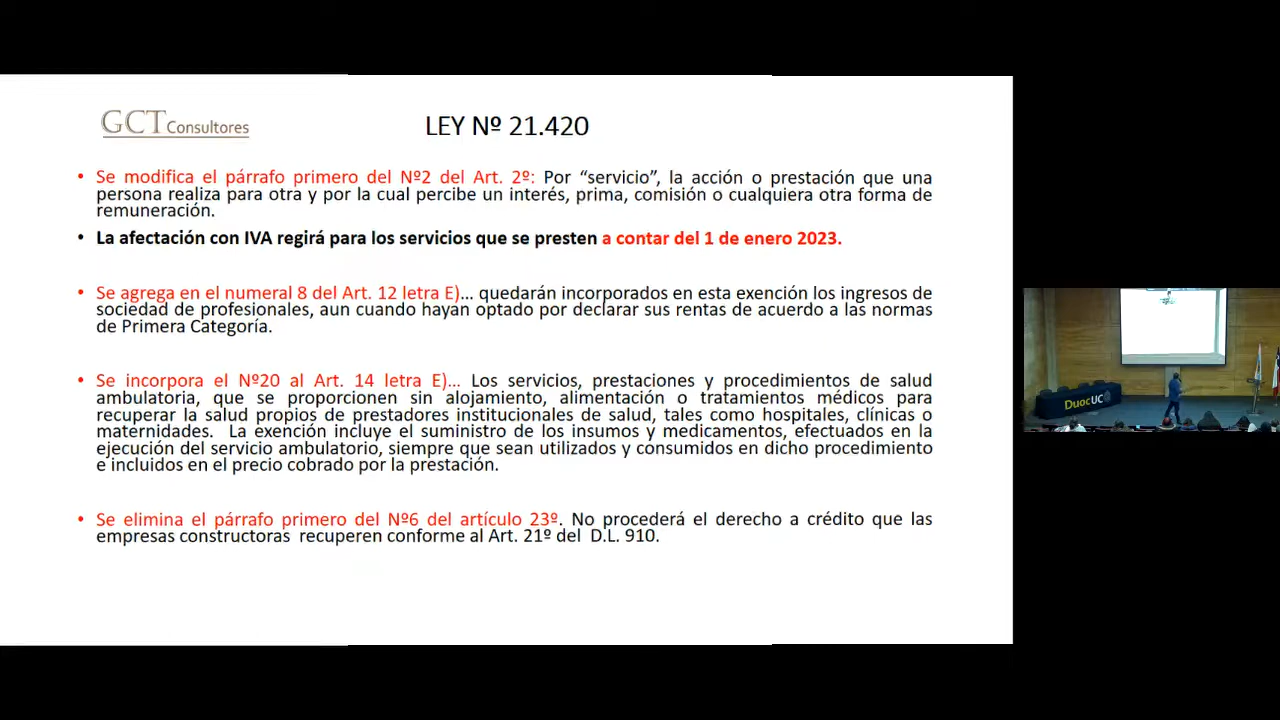 GCT Consultores
LEY Nº 21.420
• Se modifica el párrafo primero del Nº2 del Art. 2º: Por “servicio”, la acción o prestación que una
persona realiza para otra y por la cual percibe un interés, prima, comisión o cualquiera otra forma de
remuneración.
• La afectación con IVA regirá para los servicios que se presten a contar del 1 de enero 2023.
• Se agrega en el numeral 8 del Art. 12 letra E)... quedarán incorporados en esta exención los ingresos de
sociedad de profesionales, aun cuando hayan optado por declarar sus rentas de acuerdo a las normas
de Primera Categoría.
• Se incorpora el Nº20 al Art. 14 letra E)... Los servicios, prestaciones y procedimientos de salud
ambulatoria, que se proporcionen sin alojamiento, alimentación o tratamientos médicos para
recuperar la salud propios de prestadores institucionales de salud, tales como hospitales, clínicas o
maternidades. La exención incluye el suministro de los insumos y medicamentos, efectuados en la
ejecución del servicio ambulatorio, siempre que sean utilizados y consumidos en dicho procedimiento
e incluidos en el precio cobrado por la prestación.
• Se elimina el párrafo primero del Nº6 del artículo 23º. No procederá el derecho a crédito que las
empresas constructoras recuperen conforme al Art. 21º del D.L. 910.
DuocUC